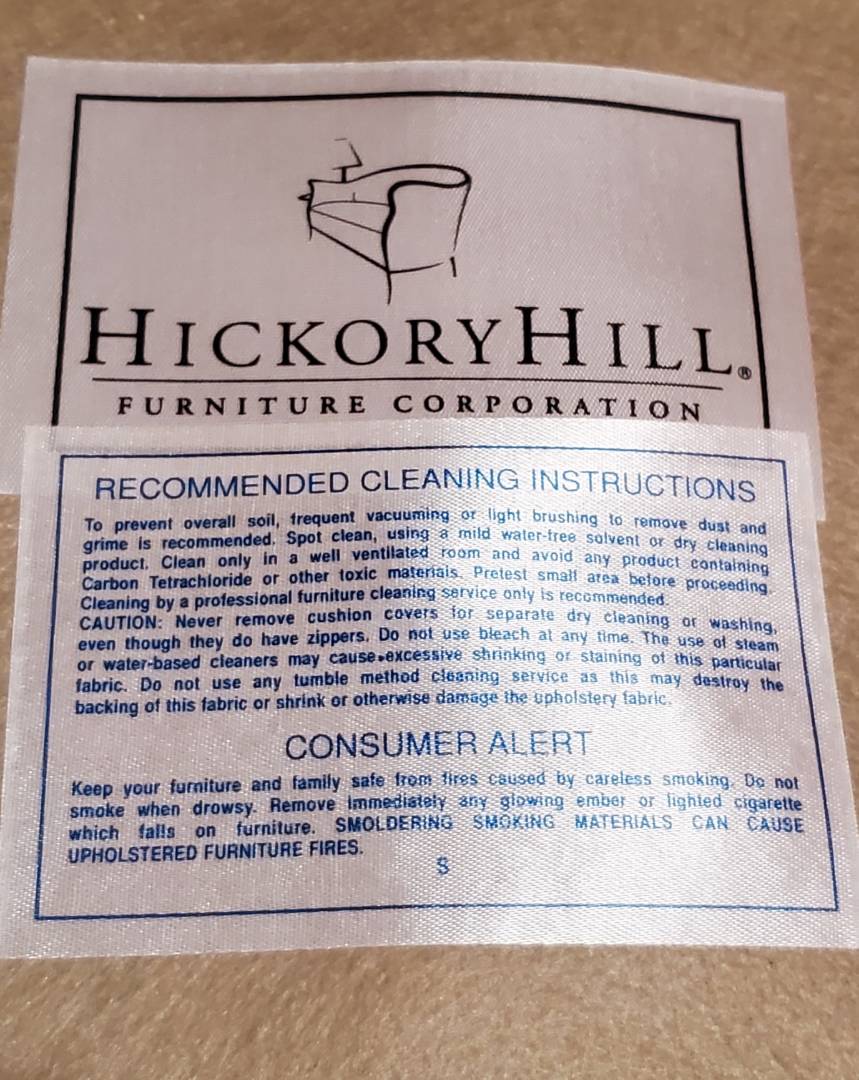 HICKORYHILL®
FURNITURE CORPORATION
RECOMMENDED CLEANING INSTRUCTIONS
To prevent overall soil, frequent vacuuming or light brushing to remove dust and
grime is recommended. Spot clean, using a mild water-free solvent or dry cleaning
product. Clean only in a well ventilated room and avoid any product containing
Carbon Tetrachloride or other toxic materials. Pretest small area before proceeding.
Cleaning by a professional furniture cleaning service only is recommended.
CAUTION: Never remove cushion covers for separate dry cleaning or washing,
even though they do have zippers. Do not use bleach at any time. The use of steam
or water-based cleaners may cause excessive shrinking or staining of this particular
fabric. Do not use any tumble method cleaning service as this may destroy the
backing of this fabric or shrink or otherwise damage the upholstery fabric.
CONSUMER ALERT
Keep your furniture and family safe from fires caused by careless smoking. Do not
smoke when drowsy. Remove immediately any glowing ember or lighted cigarette
which falls on furniture. SMOLDERING SMOKING MATERIALS CAN CAUSE
UPHOLSTERED FURNITURE FIRES.
S